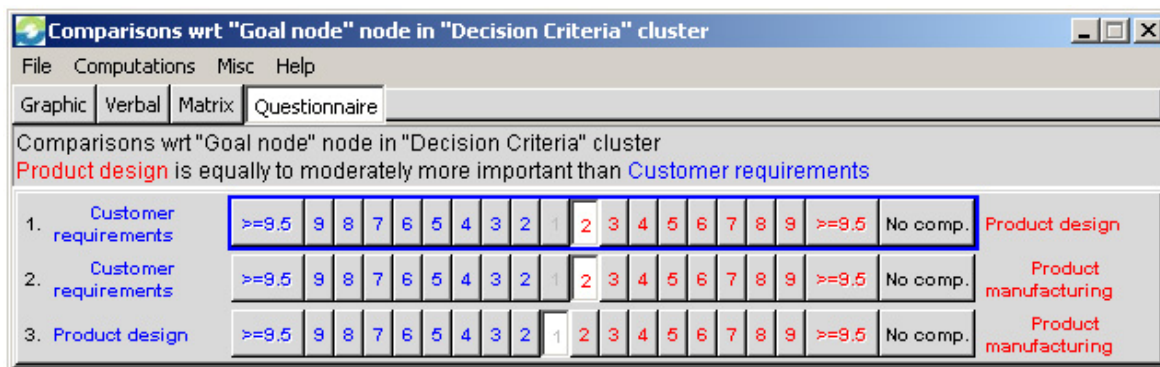 Comparisons wrt "Goal node" node in "Decision Criteria" cluster
File Computations Misc Help
Graphic Verbal Matrix Questionnaire
Comparisons wrt "Goal node" node in "Decision Criteria" cluster
Product design is equally to moderately more important than Customer requirements
1. Customer requirements >=9.5 9 8 7 6 5 4 3 2 1 2 3 4 5 6 7 8 9 >=9.5 No comp. Product design
2. Customer requirements >=9.5 9 8 7 6 5 4 3 2 1 2 3 4 5 6 7 8 9 >=9.5 No comp. Product manufacturing
3. Product design >=9.5 9 8 7 6 5 4 3 2 1 2 3 4 5 6 7 8 9 >=9.5 No comp. Product manufacturing